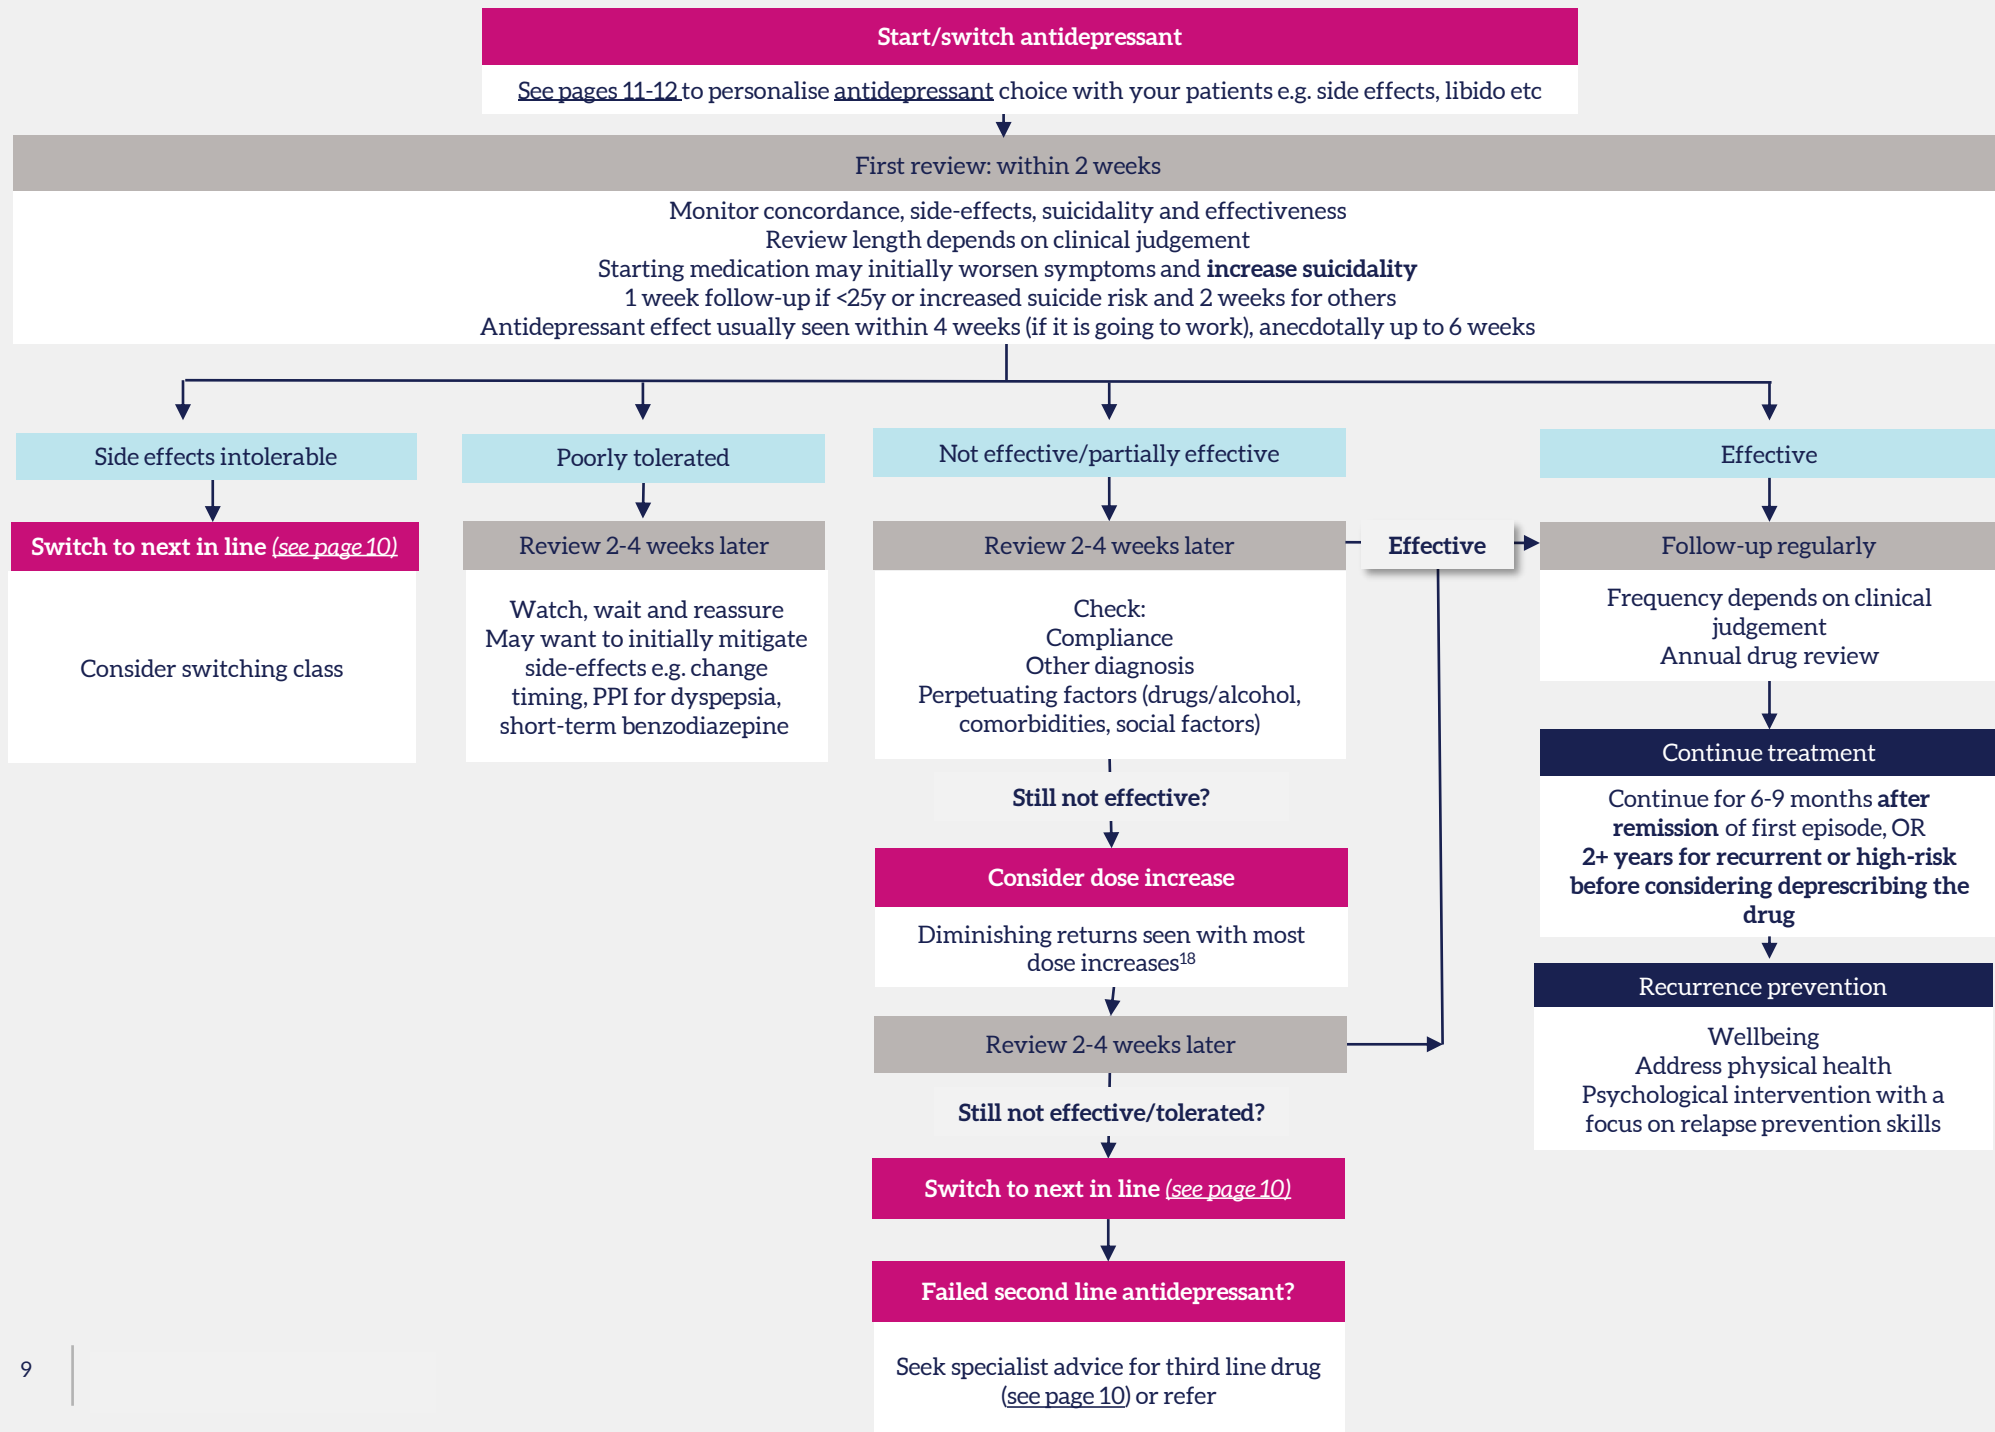 Start/switch antidepressant
See pages 11-12 to personalise antidepressant choice with your patients e.g. side effects, libido etc
First review: within 2 weeks
Monitor concordance, side-effects, suicidality and effectiveness
Review length depends on clinical judgement
Starting medication may initially worsen symptoms and increase suicidality
1 week follow-up if <25y or increased suicide risk and 2 weeks for others
Antidepressant effect usually seen within 4 weeks (if it is going to work), anecdotally up to 6 weeks
Side effects intolerable
Switch to next in line (see page 10)
Consider switching class
Poorly tolerated
Review 2-4 weeks later
Watch, wait and reassure
May want to initially mitigate
side-effects e.g. change
timing, PPI for dyspepsia,
short-term benzodiazepine
Not effective/partially effective
Review 2-4 weeks later
Check:
Compliance
Other diagnosis
Perpetuating factors (drugs/alcohol,
comorbidities, social factors)
Still not effective?
Consider dose increase
Diminishing returns seen with most
dose increases18
Review 2-4 weeks later
Still not effective/tolerated?
Switch to next in line (see page 10)
Failed second line antidepressant?
Seek specialist advice for third line drug
(see page 10) or refer
Effective
Effective
Follow-up regularly
Frequency depends on clinical
judgement
Annual drug review
Continue treatment
Continue for 6-9 months after
remission of first episode, OR
2+ years for recurrent or high-risk
before considering deprescribing the
drug
Recurrence prevention
Wellbeing
Address physical health
Psychological intervention with a
focus on relapse prevention skills
9